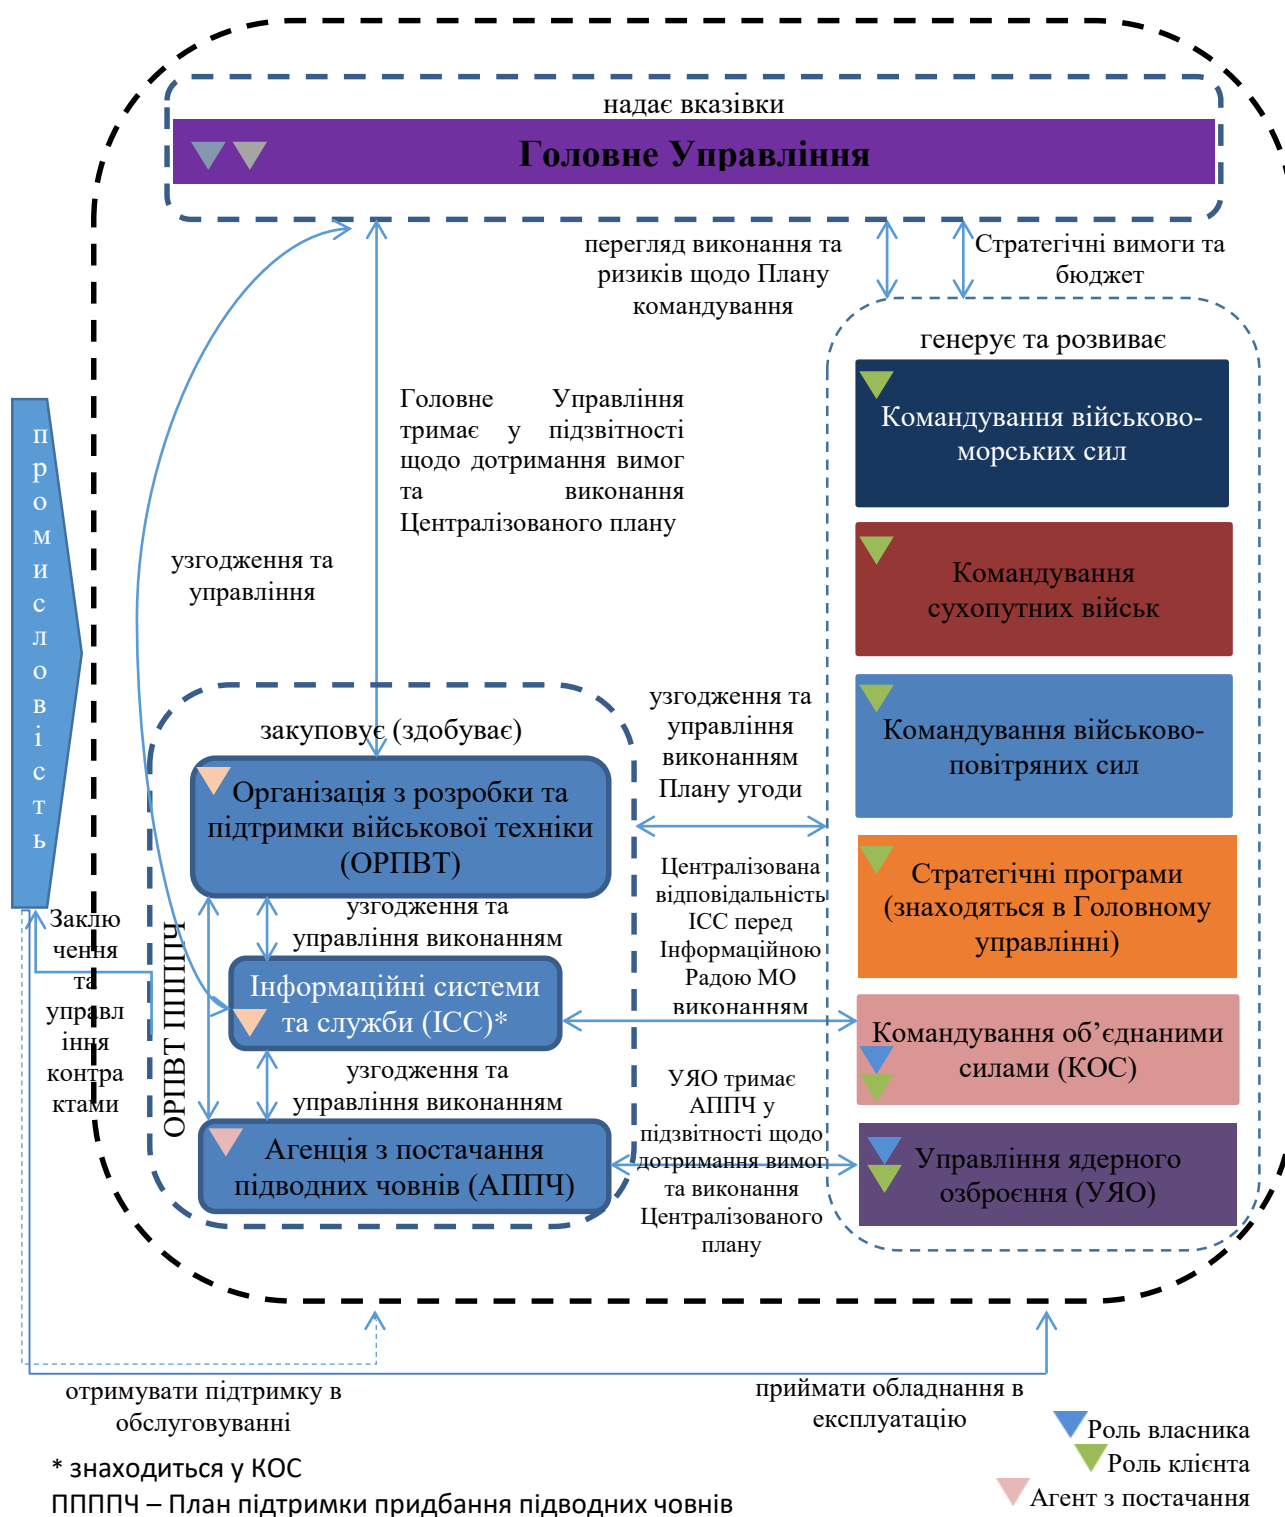 надає вказівки
Головне Управління
перегляд виконання та
ризиків щодо Плану
командування
Стратегічні вимоги та
бюджет
генерує та розвиває
Командування військово-
морських сил
Головне Управління
тримає у підзвітності
щодо дотримання вимог
та виконання
Централізованого плану
промисловість
узгодження та
управління
Командування
сухопутних військ
Командування військово-
повітряних сил
узгодження та
управління
виконанням
Плану угоди
закуповує (здобуває)
Організація з розробки та
підтримки військової техніки
(ОРПВТ)
Стратегічні програми
(знаходяться в Головному
управлінні)
Централізована
відповідальність
ІСС перед
Інформаційною
Радою МО
виконанням
узгодження та
управління виконанням
Заклю
чення
та
управл
іння
контра
ктами
ОРПВТ ППППЧ
Інформаційні системи
та служби (ІСС)*
Командування об’єднаними
силами (КОС)
узгодження та
управління виконанням
УЯО тримає
АППЧ у
підзвітності щодо
дотримання вимог
та виконання
Централізованого
плану
Агенція з постачання
підводних човнів (АППЧ)
Управління ядерного
озброєння (УЯО)
отримувати підтримку в
обслуговуванні
приймати обладнання в
експлуатацію
Роль власника
Роль клієнта
Агент з постачання
* знаходиться у КОС
ППППЧ – План підтримки придбання підводних човнів